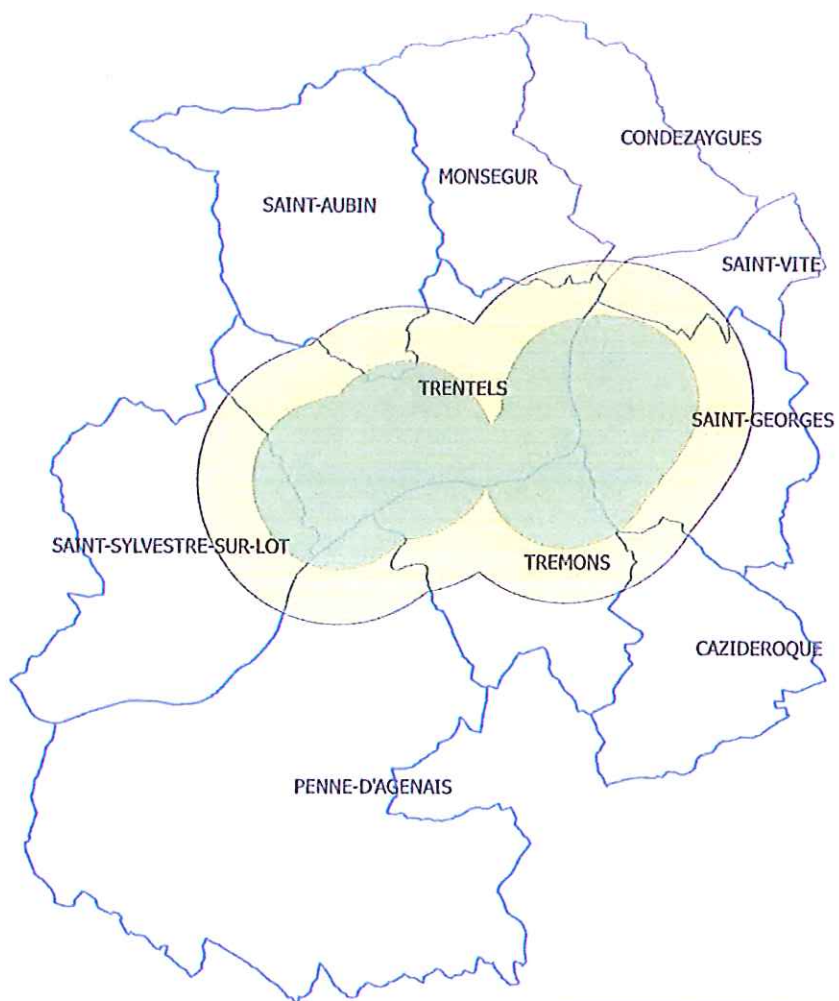 CONDEZAYGUES
MONSEGUR
SAINT-AUBIN
SAINT-VITE
TRENTELS
SAINT-GEORGES
SAINT-SYLVESTRE-SUR-LOT
TREMONS
CAZIDEROQUE
PENNE-D'AGENAIS